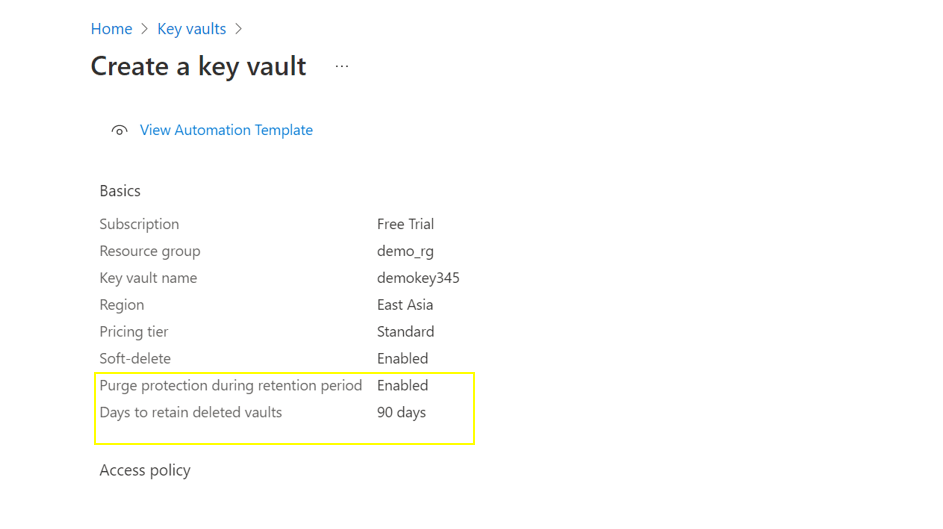 Home > Key vaults >
Create a key vault ...
View Automation Template
Basics
Subscription Free Trial
Resource group demo_rg
Key vault name demokey345
Region East Asia
Pricing tier Standard
Soft-delete Enabled
Purge protection during retention period Enabled
Days to retain deleted vaults 90 days
Access policy